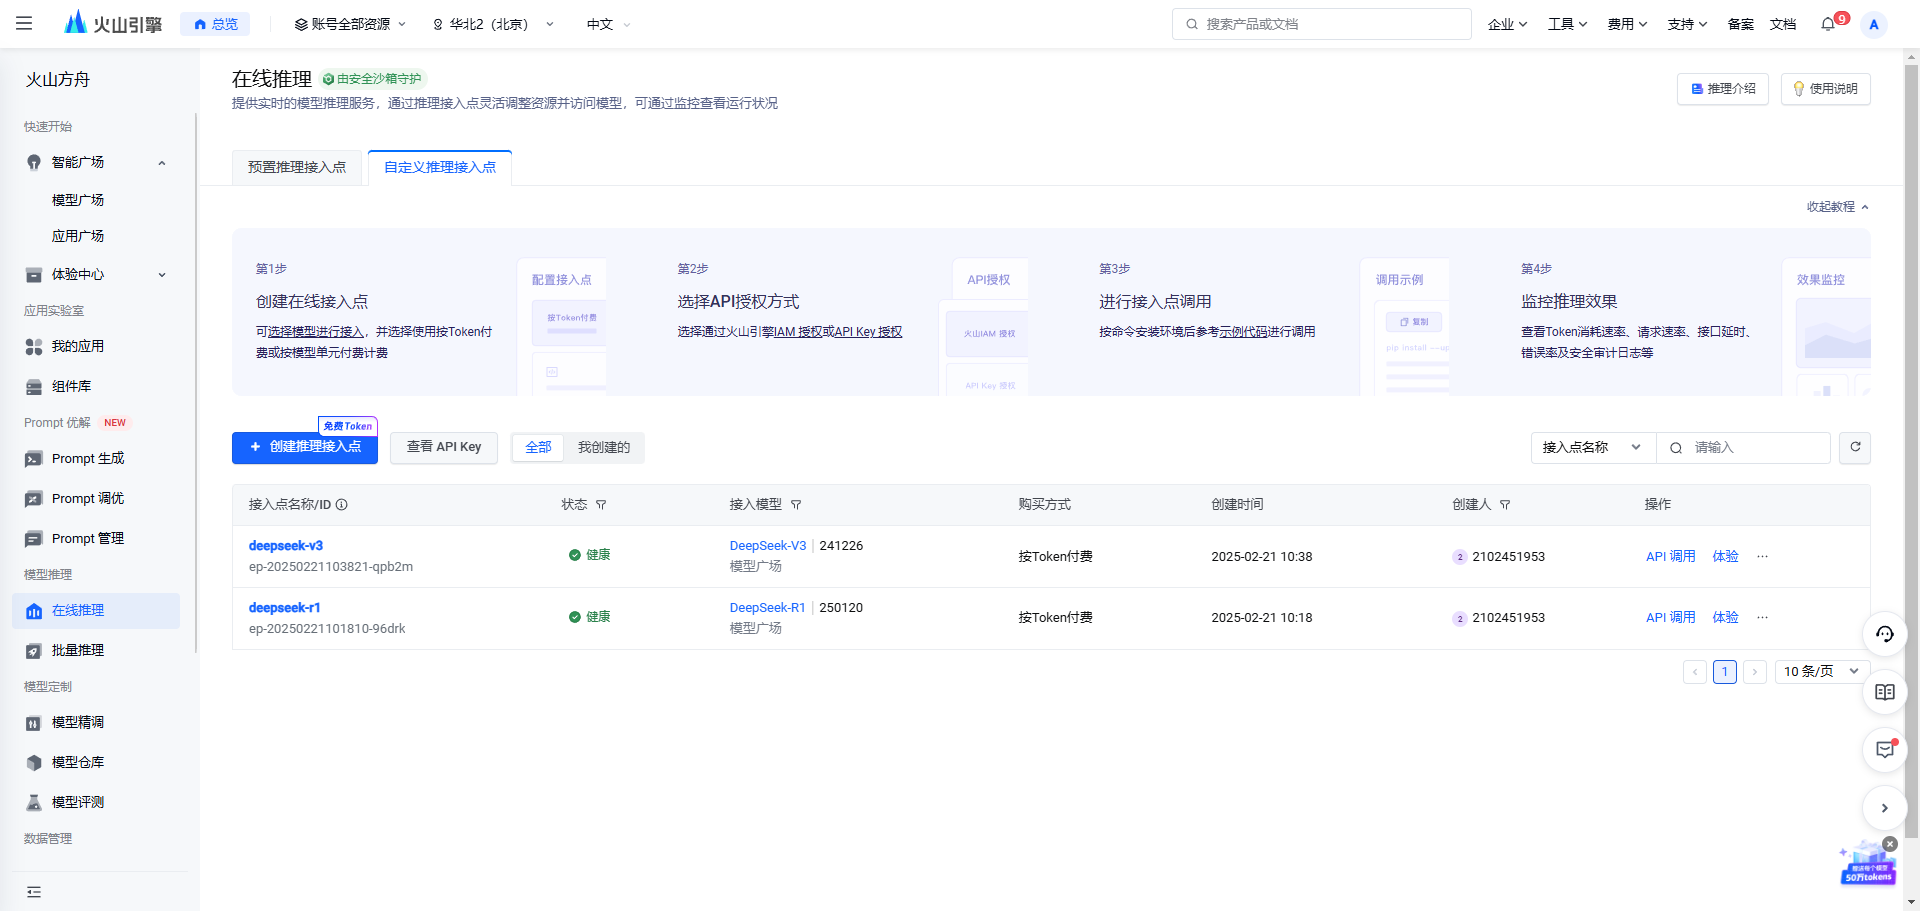 火山引擎
总览
账号全部资源
华北2（北京）
中文
搜索产品或文档
企业
工具
费用
支持
备案
文档
9
A
火山方舟
快速开始
智能广场
模型广场
应用广场
体验中心
应用实验室
我的应用
组件库
Prompt 优解 NEW
Prompt 生成
Prompt 调优
Prompt 管理
模型推理
在线推理
批量推理
模型定制
模型精调
模型仓库
模型评测
数据管理
在线推理
由安全沙箱守护
提供实时的模型推理服务，通过推理接入点灵活调整资源并访问模型，可通过监控查看运行状况
推理介绍
使用说明
预置推理接入点
自定义推理接入点
收起教程
第1步
创建在线接入点
可选择模型进行接入，并选择使用按Token付
费或按模型单元付费计费
配置接入点
按Token付费
第2步
选择API授权方式
选择通过火山引擎IAM 授权或API Key 授权
API授权
火山IAM 授权
API Key 授权
第3步
进行接入点调用
按命令安装环境后参考示例代码进行调用
调用示例
复制
pip install --up
第4步
监控推理效果
查看Token消耗速率、请求速率、接口延时、
错误率及安全审计日志等
效果监控
免费Token
创建推理接入点
查看 API Key
全部
我创建的
接入点名称
请输入
接入点名称/ID
状态
接入模型
购买方式
创建时间
创建人
操作
deepseek-v3
ep-20250221103821-qpb2m
健康
DeepSeek-V3 | 241226
模型广场
按Token付费
2025-02-21 10:38
2 2102451953
API 调用 体验 ···
deepseek-r1
ep-20250221101810-96drk
健康
DeepSeek-R1 | 250120
模型广场
按Token付费
2025-02-21 10:18
2 2102451953
API 调用 体验 ···
1
10 条/页
赠送每个模型
50万tokens